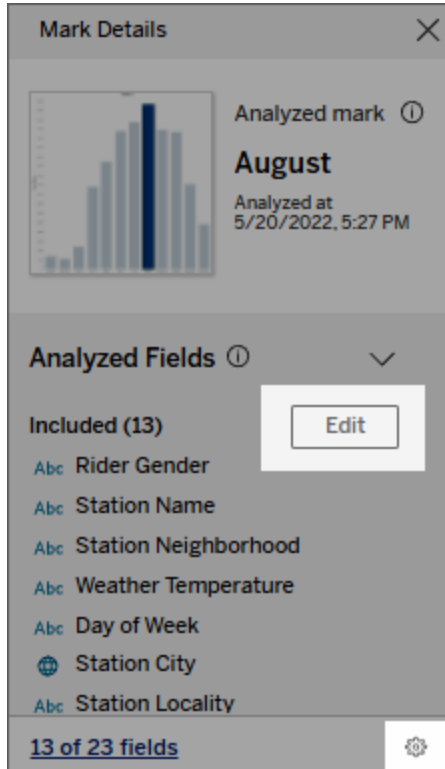 Mark Details
Analyzed mark
August
Analyzed at
5/20/2022, 5:27 PM
Analyzed Fields
Included (13)
Edit
Abc Rider Gender
Abc Station Name
Abc Station Neighborhood
Abc Weather Temperature
Abc Day of Week
Station City
Abc Station Locality
13 of 23 fields